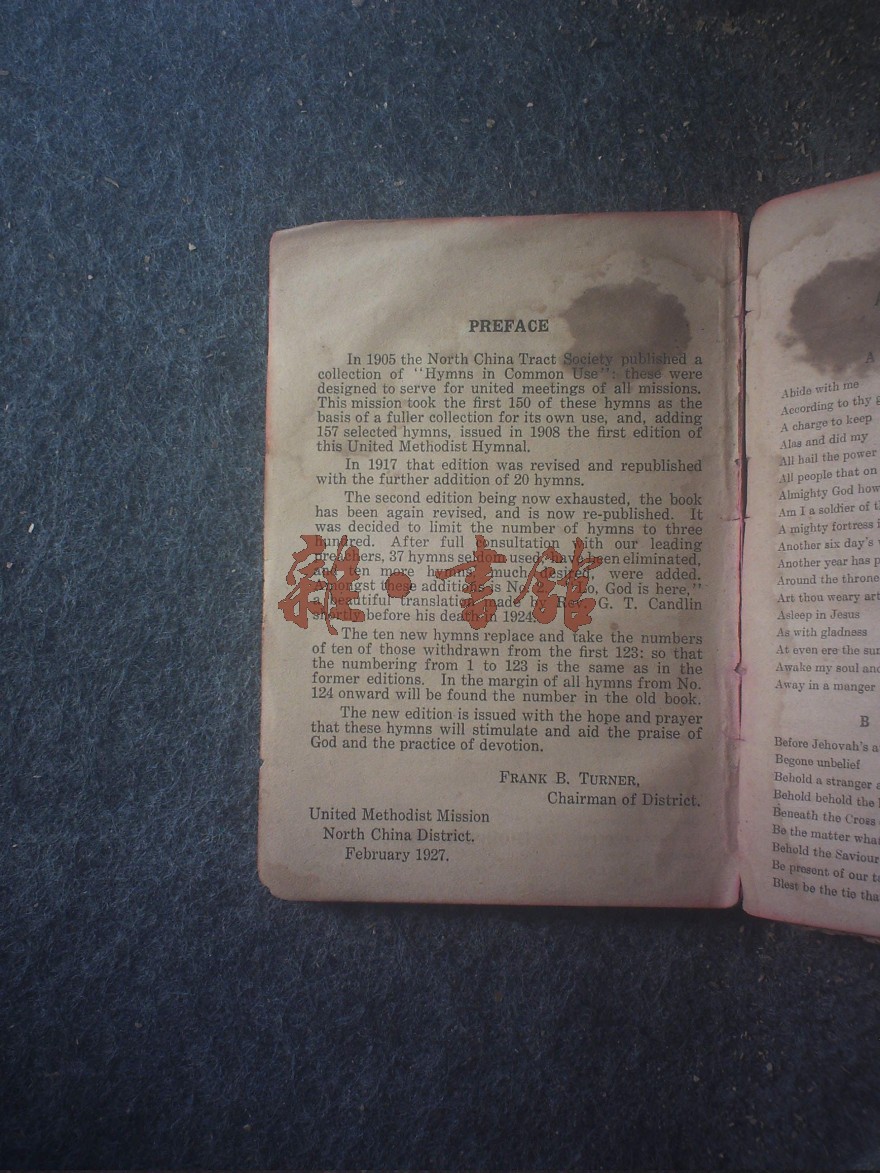 PREFACE
In 1905 the North China Tract Society published a
collection of "Hymns in Common Use": these were
designed to serve for united meetings of all missions.
This mission took the first 150 of these hymns as the
basis of a fuller collection for its own use, and, adding
157 selected hymns, issued in 1908 the first edition of
this United Methodist Hymnal.
In 1917 that edition was revised and republished
with the further addition of 20 hymns.
The second edition being now exhausted, the book
has been again revised, and is now re-published. It
was decided to limit the number of hymns to three
hundred. After full consultation with our leading
preachers, 37 hymns seldom used, have been eliminated,
and ten more hymns, much desired, were added.
Amongst these additions is No. 2. "Lo, God is here,"
a beautiful translation made by Rev. G. T. Candlin
shortly before his death in 1924.
The ten new hymns replace and take the numbers
of ten of those withdrawn from the first 123: so that
the numbering from 1 to 123 is the same as in the
former editions. In the margin of all hymns from No.
124 onward will be found the number in the old book.
The new edition is issued with the hope and prayer
that these hymns will stimulate and aid the praise of
God and the practice of devotion.
FRANK B. TURNER,
Chairman of District.
United Methodist Mission
North China District.
February 1927.
雜·書館
A
Abide with me
According to thy
A charge to keep
Alas and did my
All hail the power
All people that on
Almighty God how
Am I a soldier of
A mighty fortress
Another six day's
Another year has
Around the throne
Art thou weary
Asleep in Jesus
As with gladness
At even ere the
Awake my soul
Away in a manger
B
Before Jehovah's
Begone unbelief
Behold a stranger
Behold behold the
Beneath the Cross
Be the matter
Behold the Saviour
Be present of our
Blest be the tie